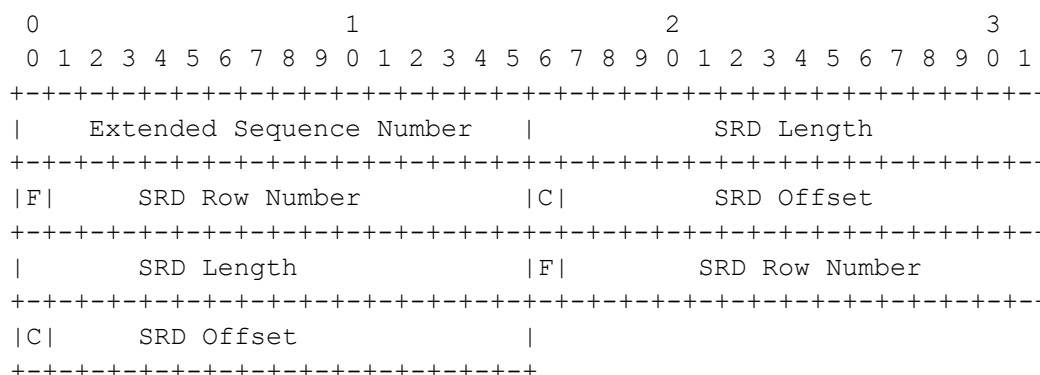 0                   1                   2                   3
 0 1 2 3 4 5 6 7 8 9 0 1 2 3 4 5 6 7 8 9 0 1 2 3 4 5 6 7 8 9 0 1
+-+-+-+-+-+-+-+-+-+-+-+-+-+-+-+-+-+-+-+-+-+-+-+-+-+-+-+-+-+-+-+-
|    Extended Sequence Number   |           SRD Length
+-+-+-+-+-+-+-+-+-+-+-+-+-+-+-+-+-+-+-+-+-+-+-+-+-+-+-+-+-+-+-+-
|F|     SRD Row Number          |C|         SRD Offset
+-+-+-+-+-+-+-+-+-+-+-+-+-+-+-+-+-+-+-+-+-+-+-+-+-+-+-+-+-+-+-+-
|       SRD Length              |F|        SRD Row Number
+-+-+-+-+-+-+-+-+-+-+-+-+-+-+-+-+-+-+-+-+-+-+-+-+-+-+-+-+-+-+-+-
|C|     SRD Offset              |
+-+-+-+-+-+-+-+-+-+-+-+-+-+-+-+-+